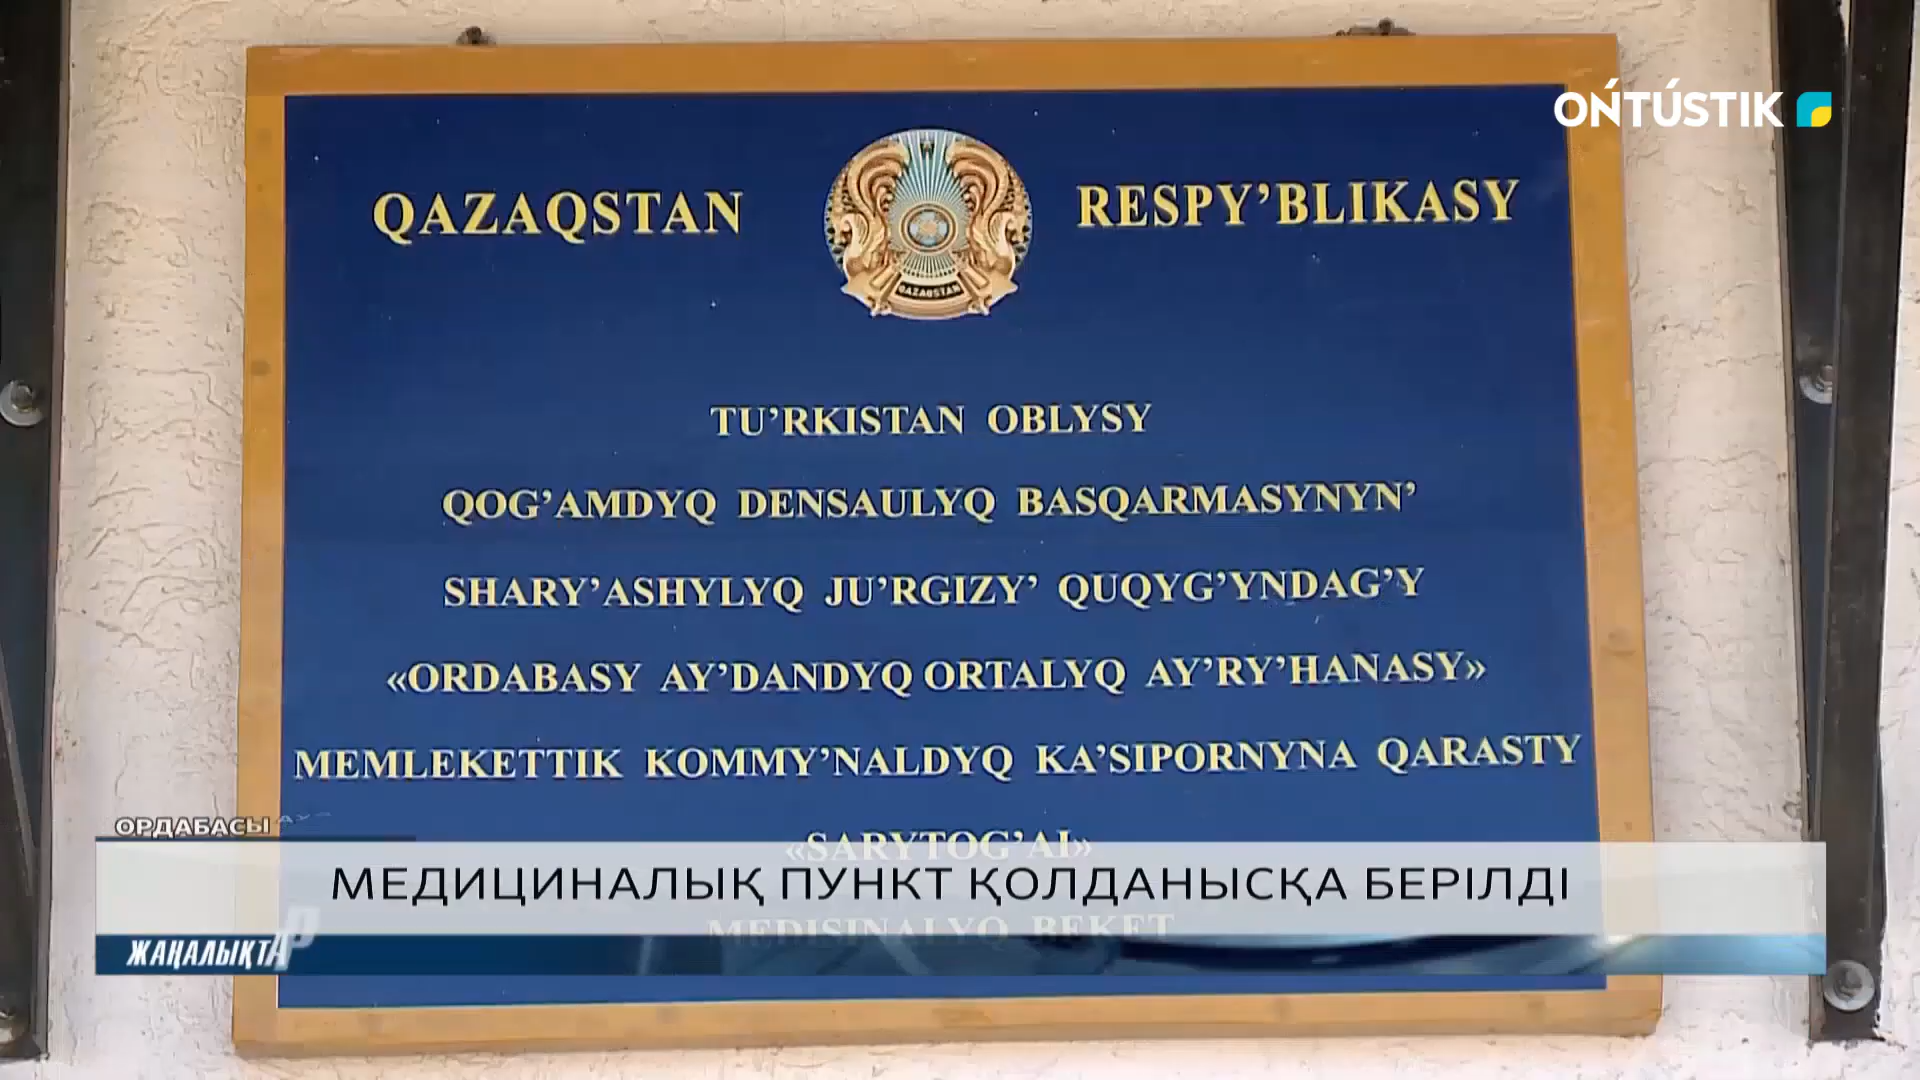 OŃTÚSTIK
QAZAQSTAN RESPY’BLIKASY
QAZAQSTAN
TU’RKISTAN OBLYSY
QOG’AMDYQ DENSAULYQ BASQARMASYNYN’
SHARY’ASHYLYQ JU’RGIZY’ QUQYG’YNDAG’Y
«ORDABASY AY’DANDYQ ORTALYQ AY’RY’HANASY»
MEMLEKETTIK KOMMY’NALDYQ KA’SIPORNYNA QARASTY
«SARYTOG’AI»
MEDISINALYQ BEKET
ОРДАБАСЫ
МЕДИЦИНАЛЫҚ ПУНКТ ҚОЛДАНЫСҚА БЕРІЛДІ
ЖАҢАЛЫҚТАР